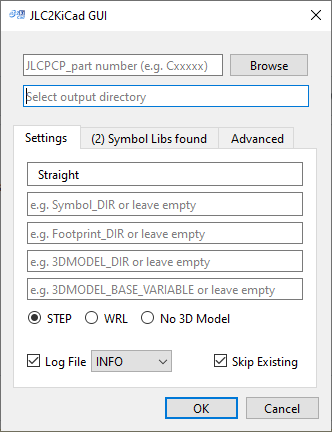 JLC2KiCad GUI
JLCPCP_part number (e.g. Cxxxxx) Browse
Select output directory
Settings (2) Symbol Libs found Advanced
Straight
e.g. Symbol_DIR or leave empty
e.g. Footprint_DIR or leave empty
e.g. 3DMODEL_DIR or leave empty
e.g. 3DMODEL_BASE_VARIABLE or leave empty
STEP WRL No 3D Model
Log File INFO Skip Existing
OK Cancel